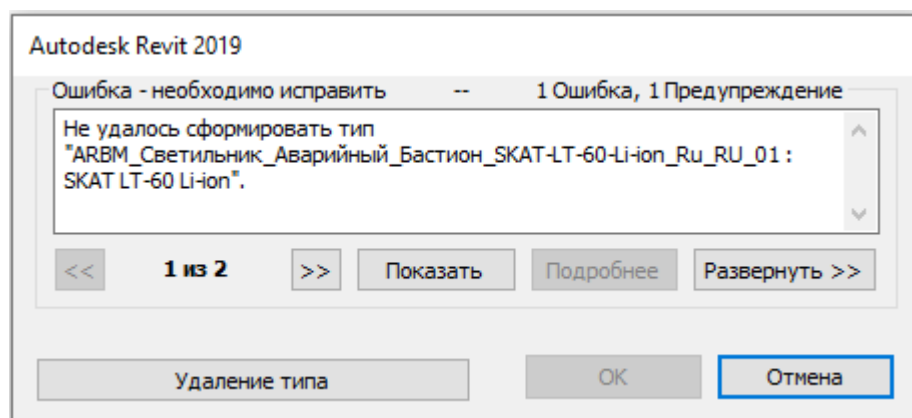 Autodesk Revit 2019
Ошибка - необходимо исправить -- 1 Ошибка, 1 Предупреждение
Не удалось сформировать тип
"ARBM_Светильник_Аварийный_Бастион_SKAT-LT-60-Li-ion_Ru_RU_01 :
SKAT LT-60 Li-ion".
<< 1 из 2 >> Показать Подробнее Развернуть >>
Удаление типа OK Отмена